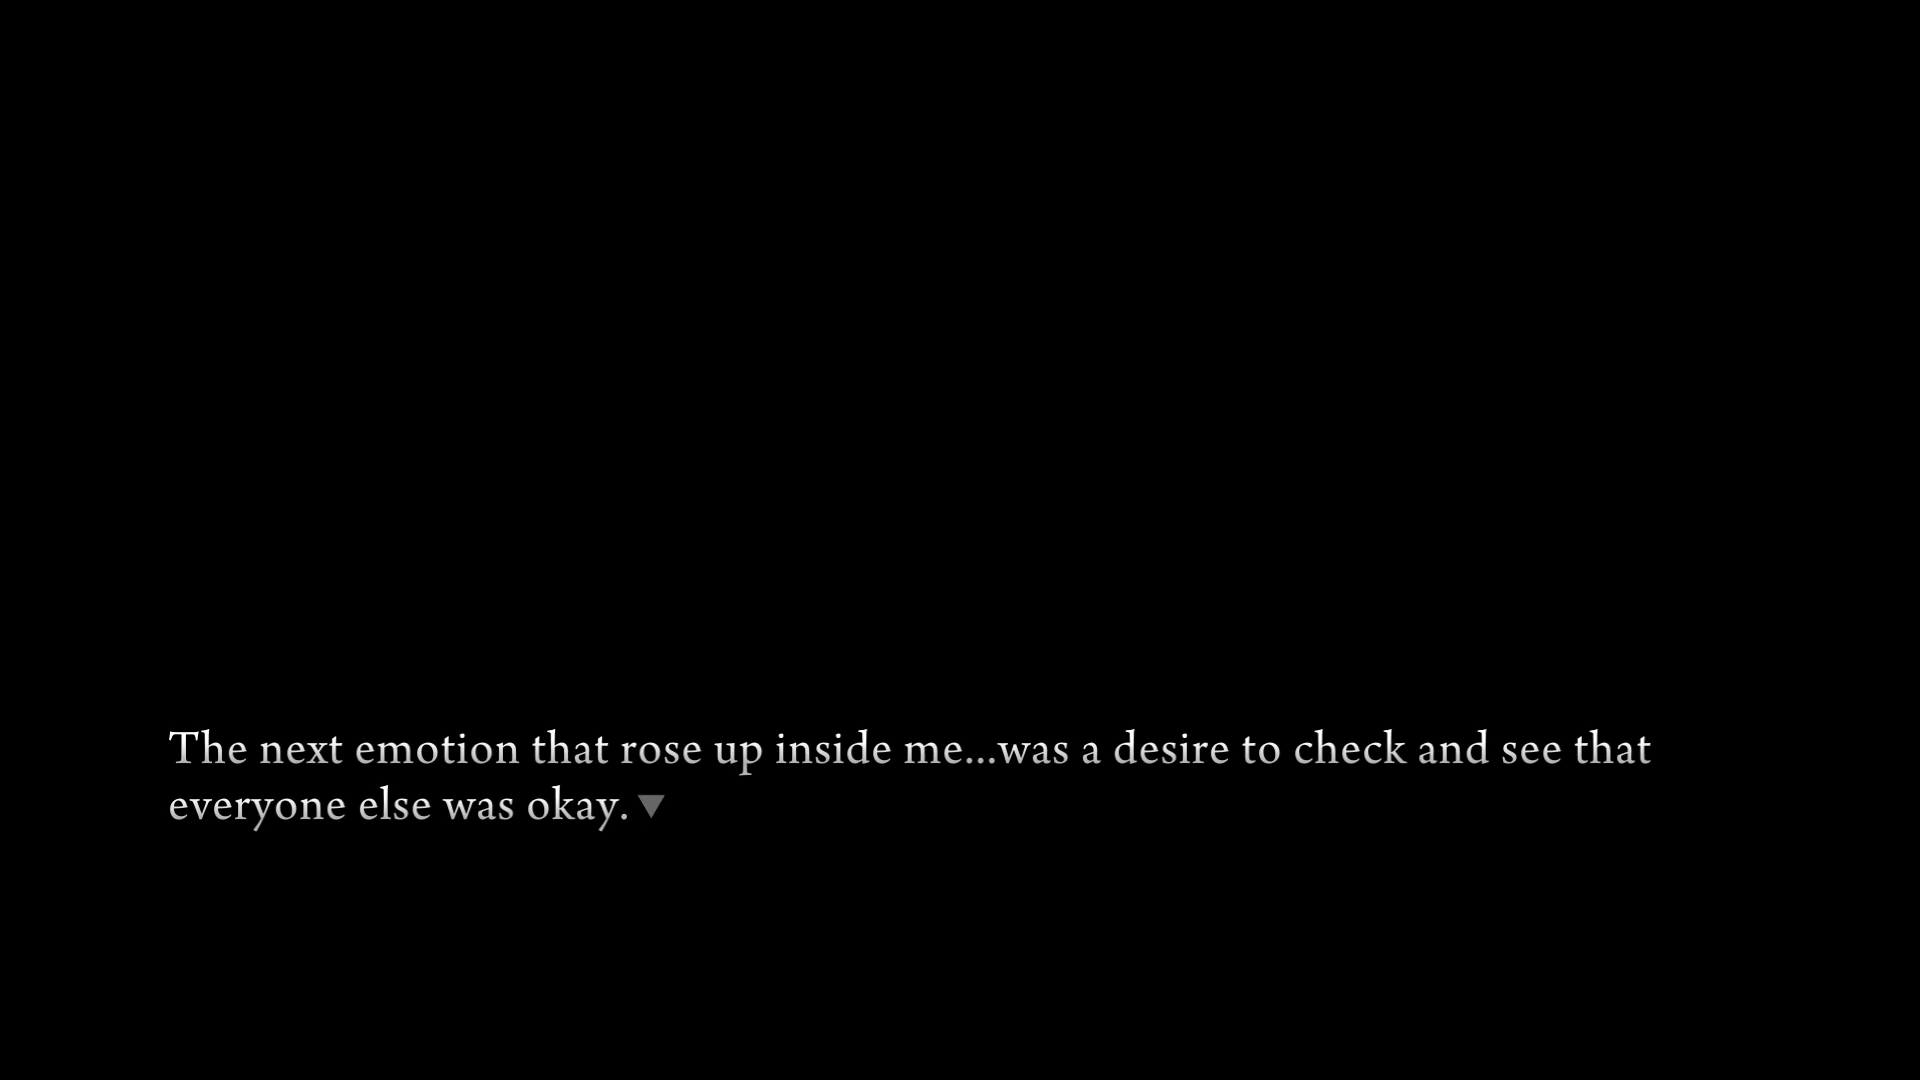 The next emotion that rose up inside me...was a desire to check and see that
everyone else was okay.